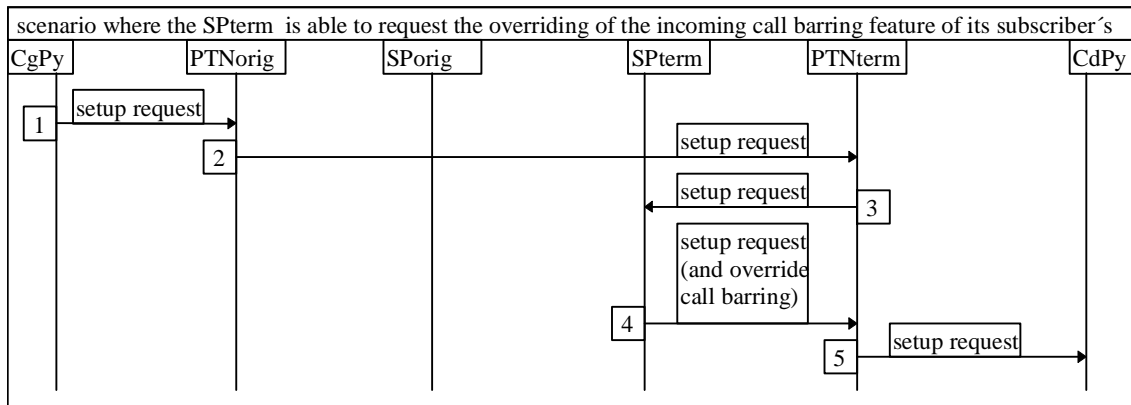 scenario where the SPterm is able to request the overriding of the incoming call barring feature of its subscriber´s
CgPy PTNorig SPorig SPterm PTNterm CdPy
setup request
1
setup request
2
setup request
3
setup request
(and override
call barring)
4
setup request
5